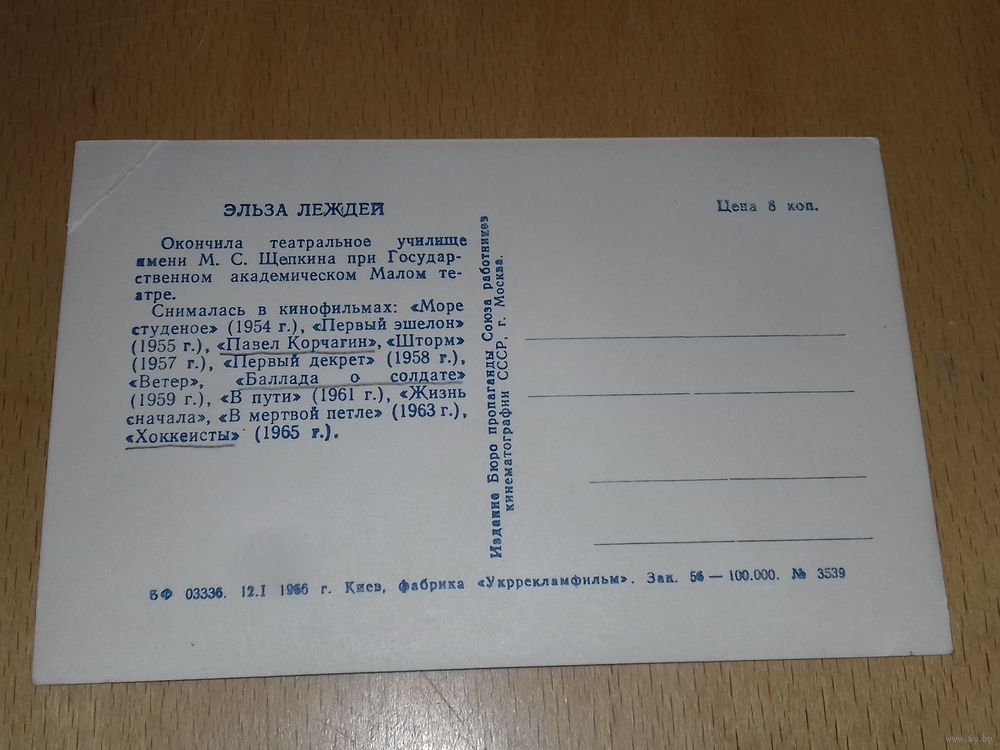 ЭЛЬЗА ЛЕЖДЕЙ
Окончила театральное училище
имени М. С. Щепкина при Государ-
ственном академическом Малом те-
атре.
Снималась в кинофильмах: «Море
студеное» (1954 г.), «Первый эшелон»
(1955 г.), «Павел Корчагин», «Шторм»
(1957 г.), «Первый декрет» (1958 г.),
«Ветер», «Баллада о солдате»
(1959 г.), «В пути» (1961 г.), «Жизнь
сначала», «В мертвой петле» (1963 г.),
«Хоккеисты» (1965 г.).
Издание Бюро пропаганды Союза работников
кинематографии СССР, г. Москва.
Цена 8 коп.
БФ 03336. 12.I 1966 г. Киев, фабрика «Укррекламфильм». Зак. 56 — 100.000. № 3539
www.ay.by